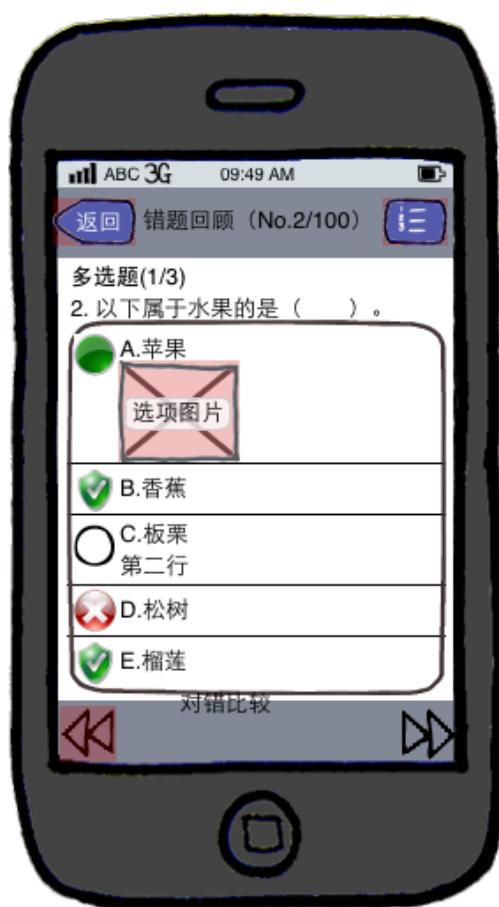 ABC 3G 09:49 AM
返回 错题回顾（No.2/100）
多选题(1/3)
2. 以下属于水果的是（　　）。
A.苹果
选项图片
B.香蕉
C.板栗
第二行
D.松树
E.榴莲
对错比较